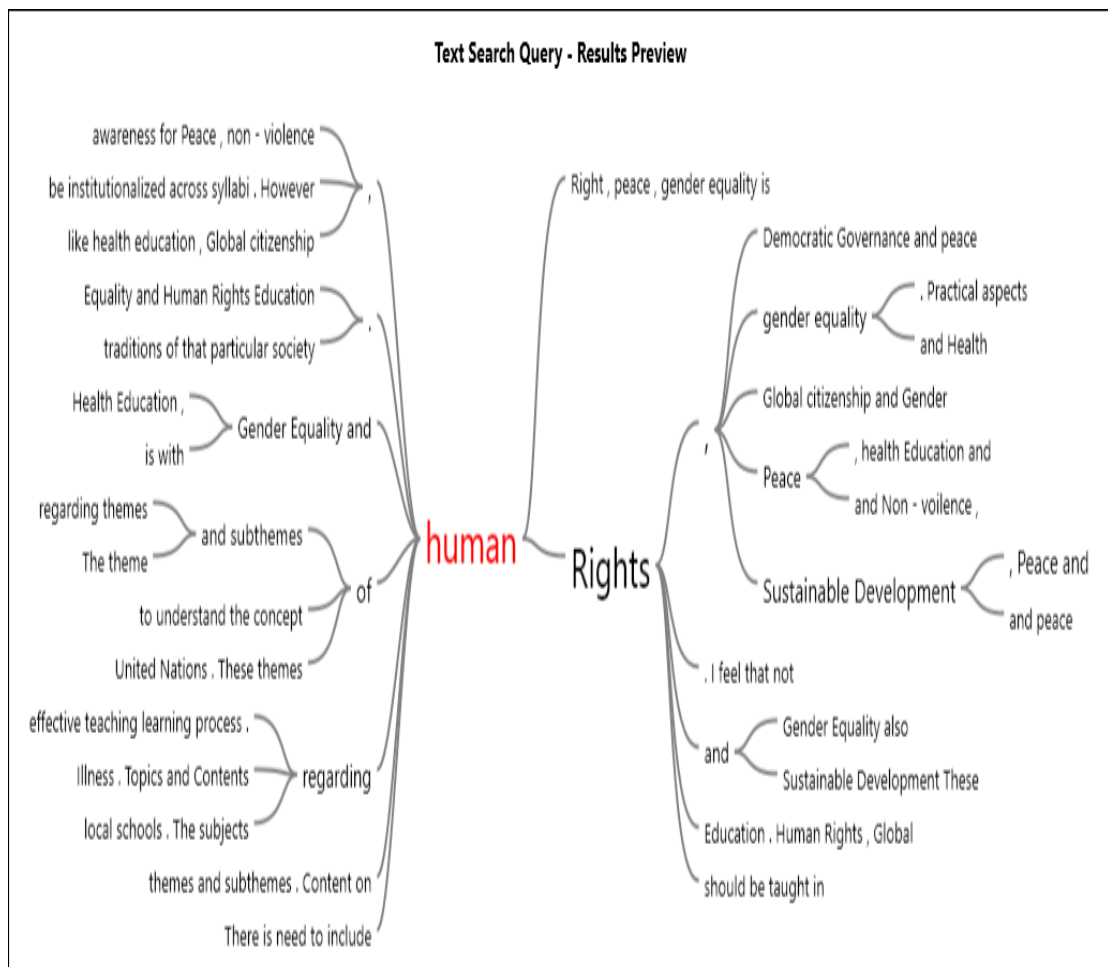 Text Search Query - Results Preview
awareness for Peace , non - violence
be institutionalized across syllabi . However
like health education , Global citizenship
,
Equality and Human Rights Education
traditions of that particular society
.
Health Education ,
is with
Gender Equality and
regarding themes
The theme
and subthemes
to understand the concept
United Nations . These themes
of
effective teaching learning process .
Illness . Topics and Contents
local schools . The subjects
regarding
themes and subthemes . Content on
There is need to include
human
Right , peace , gender equality is
Rights
,
Democratic Governance and peace
gender equality
. Practical aspects
and Health
Global citizenship and Gender
Peace
, health Education and
and Non - voilence ,
Sustainable Development
, Peace and
and peace
. I feel that not
and
Gender Equality also
Sustainable Development These
Education . Human Rights , Global
should be taught in